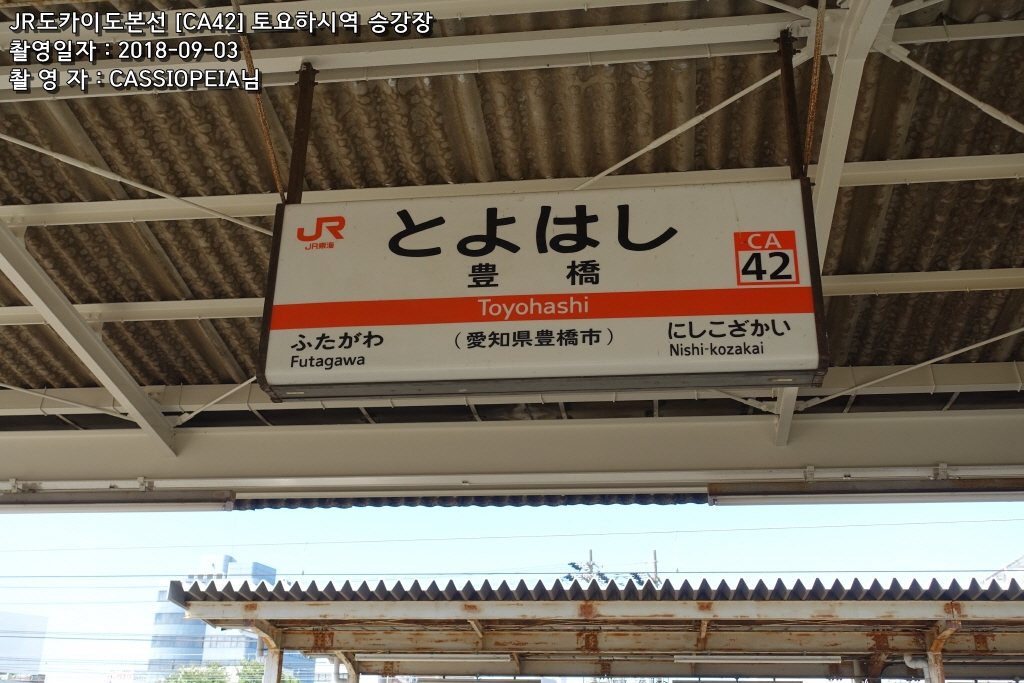 JR도카이도본선 [CA42] 토요하시역 승강장
촬영일자 : 2018-09-03
촬 영 자 : CASSIOPEIA님
JR
JR東海
とよはし
CA
42
豊 橋
Toyohashi
ふたがわ
Futagawa
(愛知県豊橋市)
にしこざかい
Nishi-kozakai